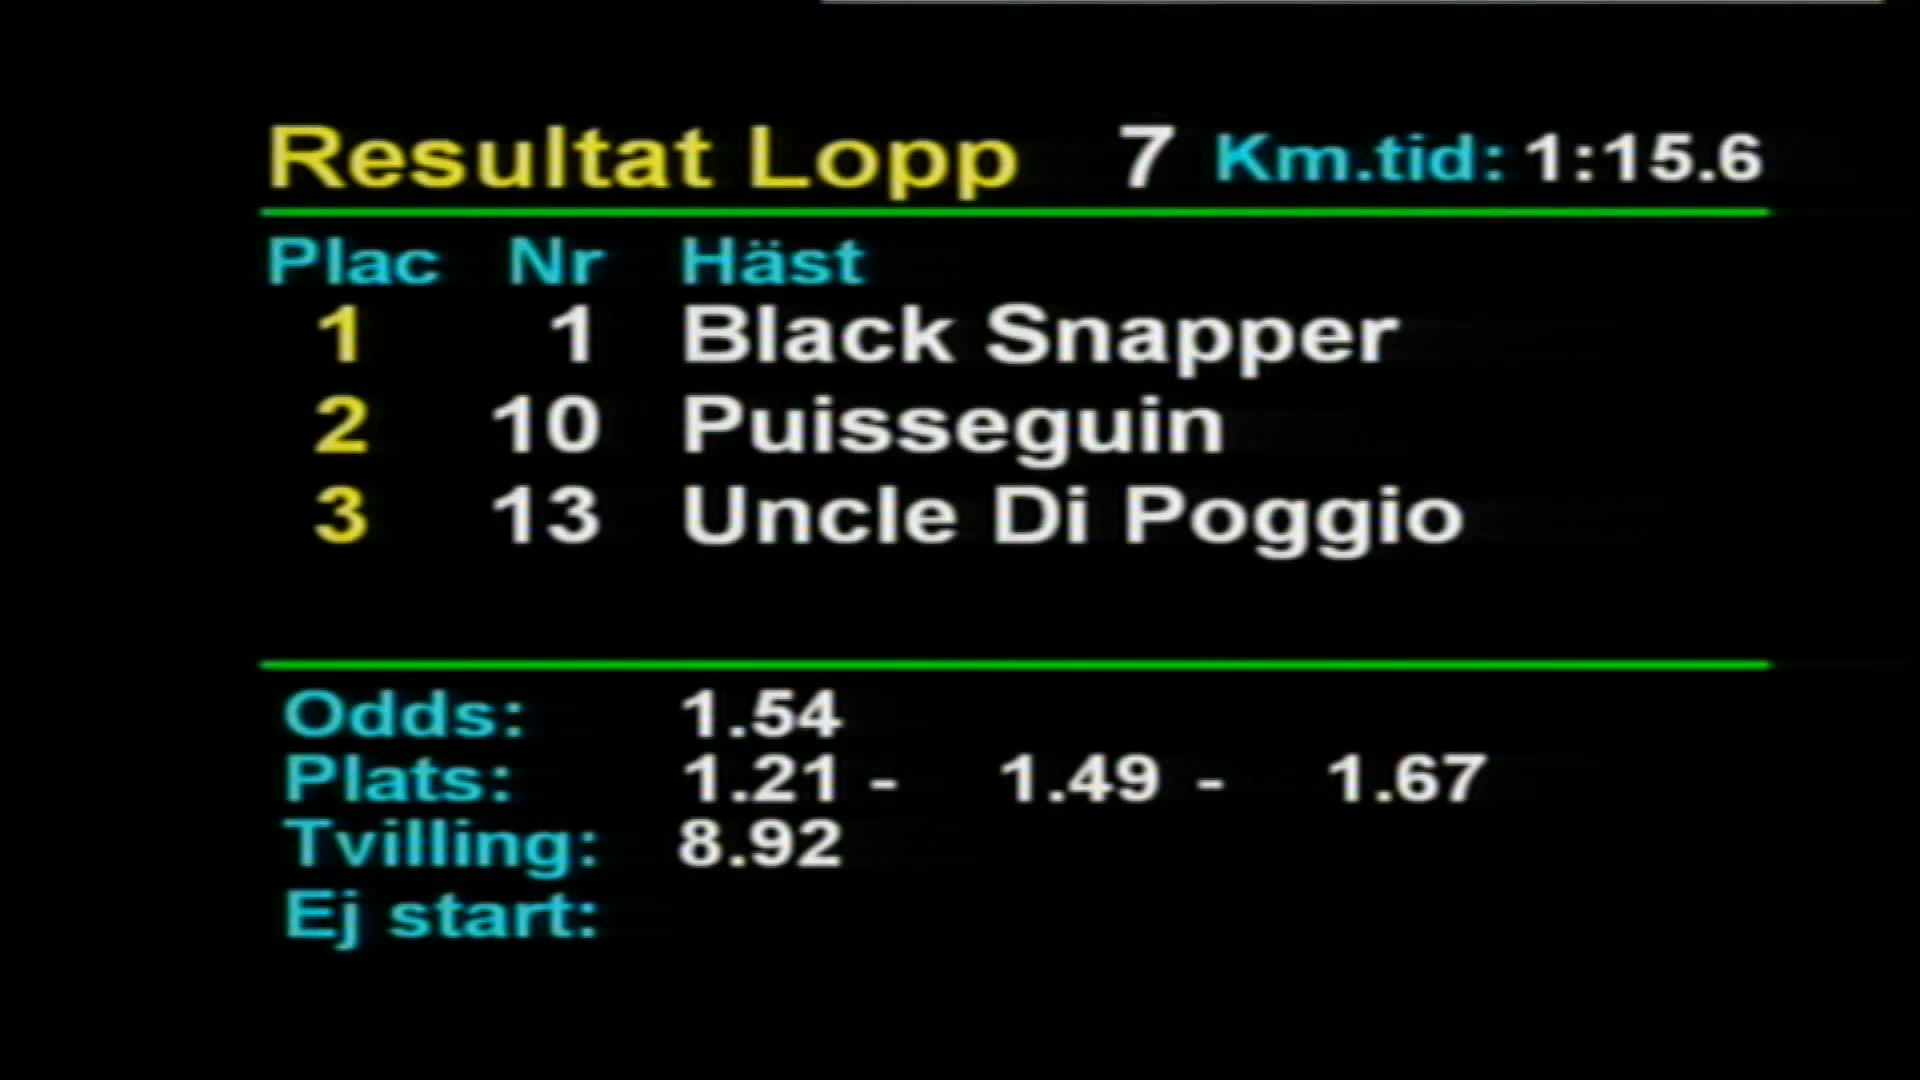 Resultat Lopp 7 Km.tid: 1:15.6
Plac Nr Häst
1 1 Black Snapper
2 10 Puisseguin
3 13 Uncle Di Poggio
Odds: 1.54
Plats: 1.21 - 1.49 - 1.67
Tvilling: 8.92
Ej start: